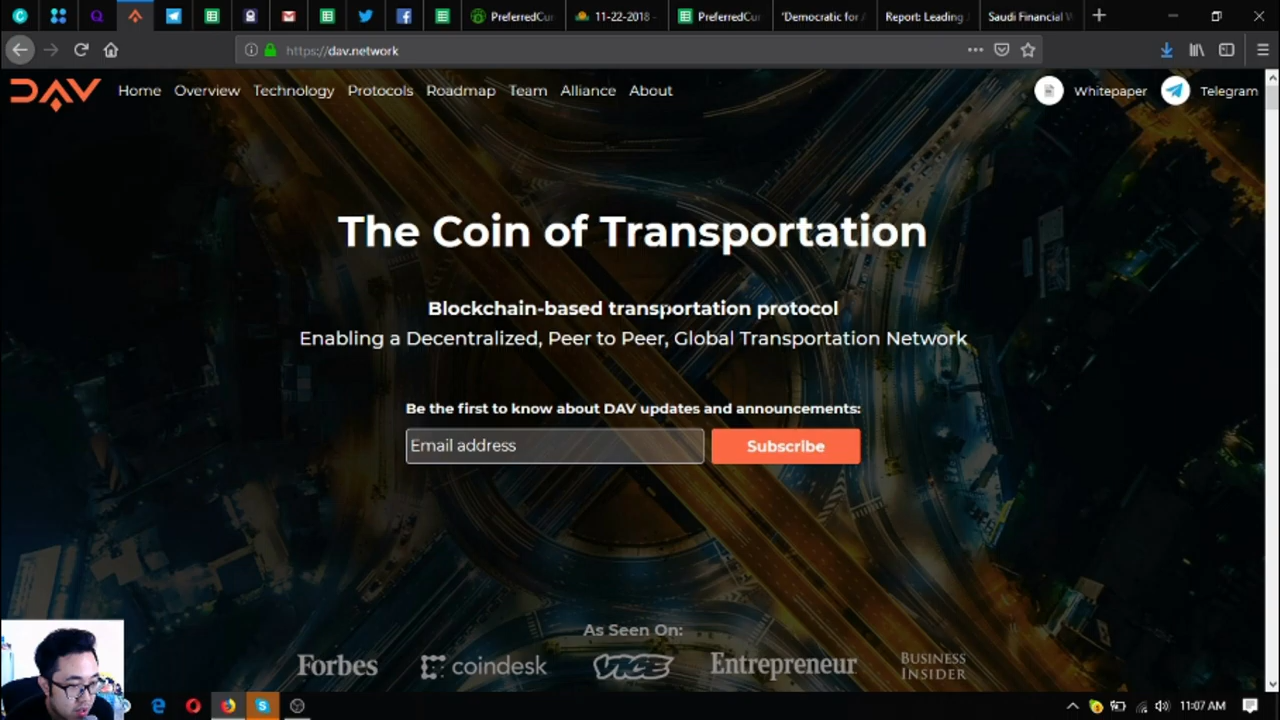 PreferredCur
11-22-2018 -
PreferredCur
"Democratic for
Report: Leading
Saudi Financial W
https://dav.network
DAV
Home Overview Technology Protocols Roadmap Team Alliance About
Whitepaper Telegram
The Coin of Transportation
Blockchain-based transportation protocol
Enabling a Decentralized, Peer to Peer, Global Transportation Network
Be the first to know about DAV updates and announcements:
Email address
Subscribe
As Seen On:
Forbes coindesk VICE Entrepreneur BUSINESS INSIDER
11:07 AM